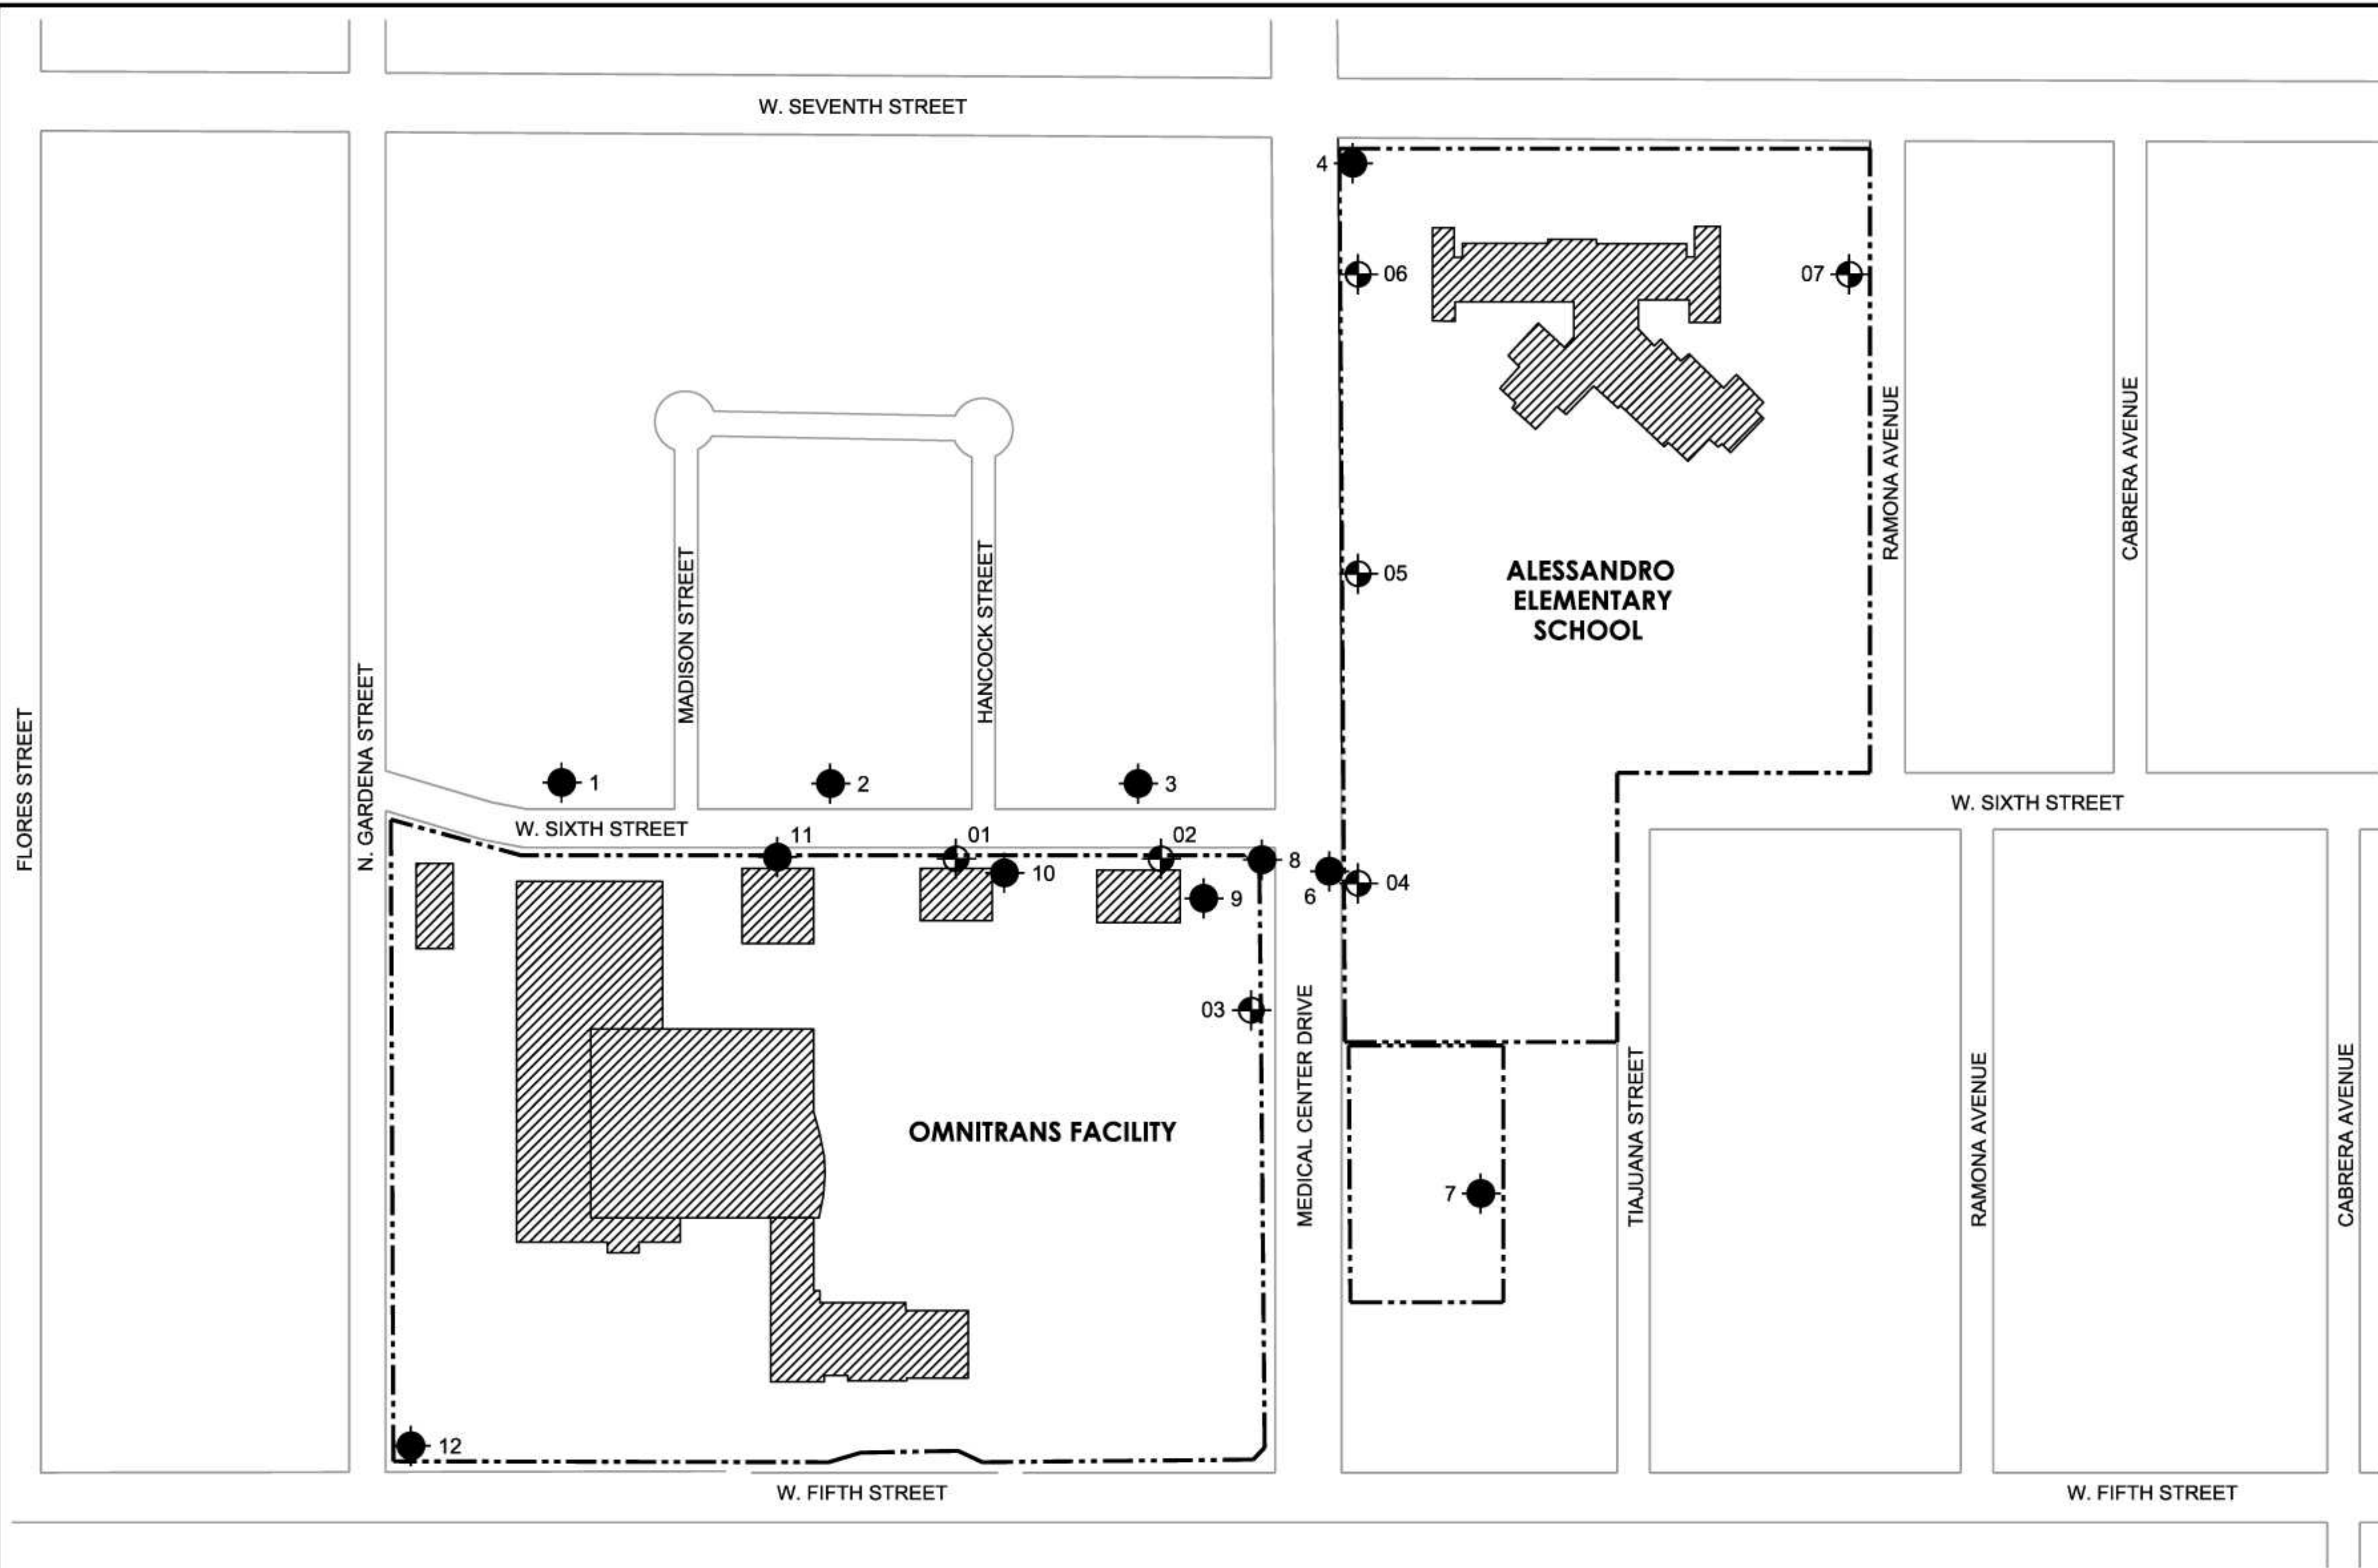 W. SEVENTH STREET
4
06
07
RAMONA AVENUE
CABRERA AVENUE
05
ALESSANDRO
ELEMENTARY
SCHOOL
MADISON STREET
HANCOCK STREET
N. GARDENA STREET
FLORES STREET
1
2
3
W. SIXTH STREET
W. SIXTH STREET
11
01
02
10
8
9
6
04
03
MEDICAL CENTER DRIVE
TIAJUANA STREET
RAMONA AVENUE
CABRERA AVENUE
OMNITRANS FACILITY
7
12
W. FIFTH STREET
W. FIFTH STREET